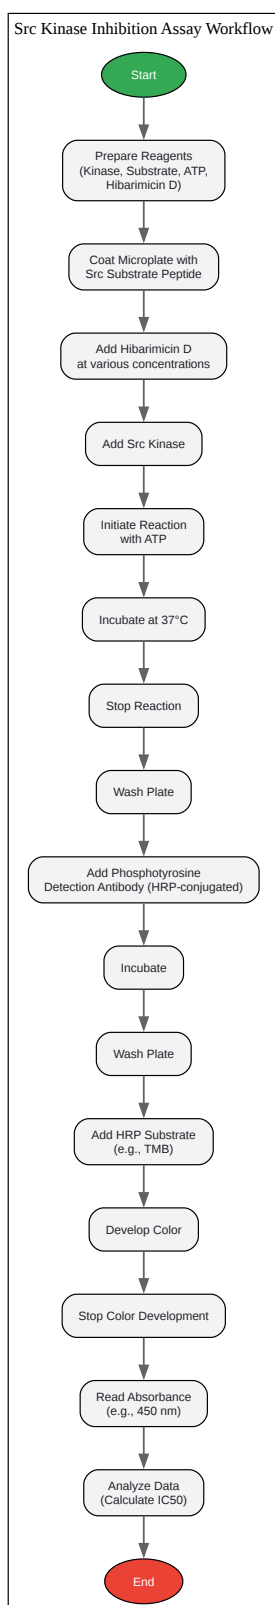 Src Kinase Inhibition Assay Workflow
Start
Prepare Reagents
(Kinase, Substrate, ATP,
Hibarimicin D)
Coat Microplate with
Src Substrate Peptide
Add Hibarimicin D
at various concentrations
Add Src Kinase
Initiate Reaction
with ATP
Incubate at 37°C
Stop Reaction
Wash Plate
Add Phosphotyrosine
Detection Antibody (HRP-conjugated)
Incubate
Wash Plate
Add HRP Substrate
(e.g., TMB)
Develop Color
Stop Color Development
Read Absorbance
(e.g., 450 nm)
Analyze Data
(Calculate IC50)
End